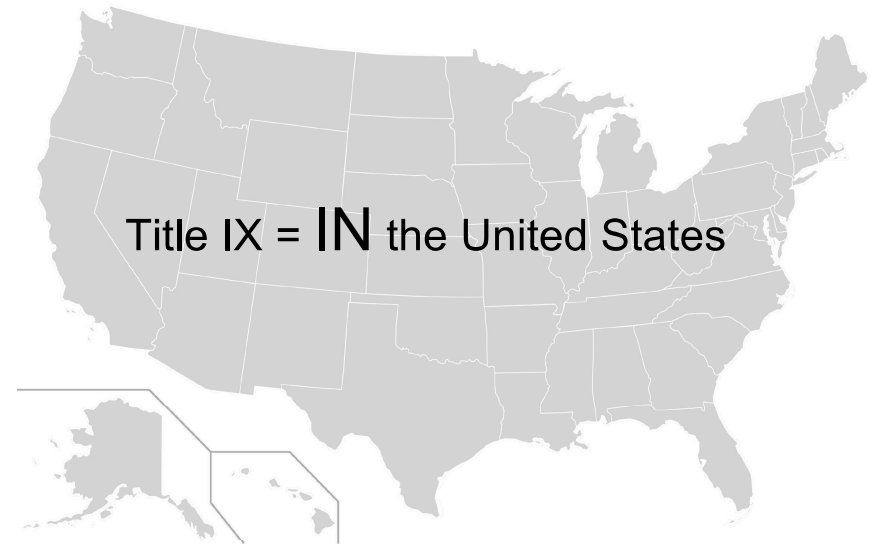 Title IX = IN the United States